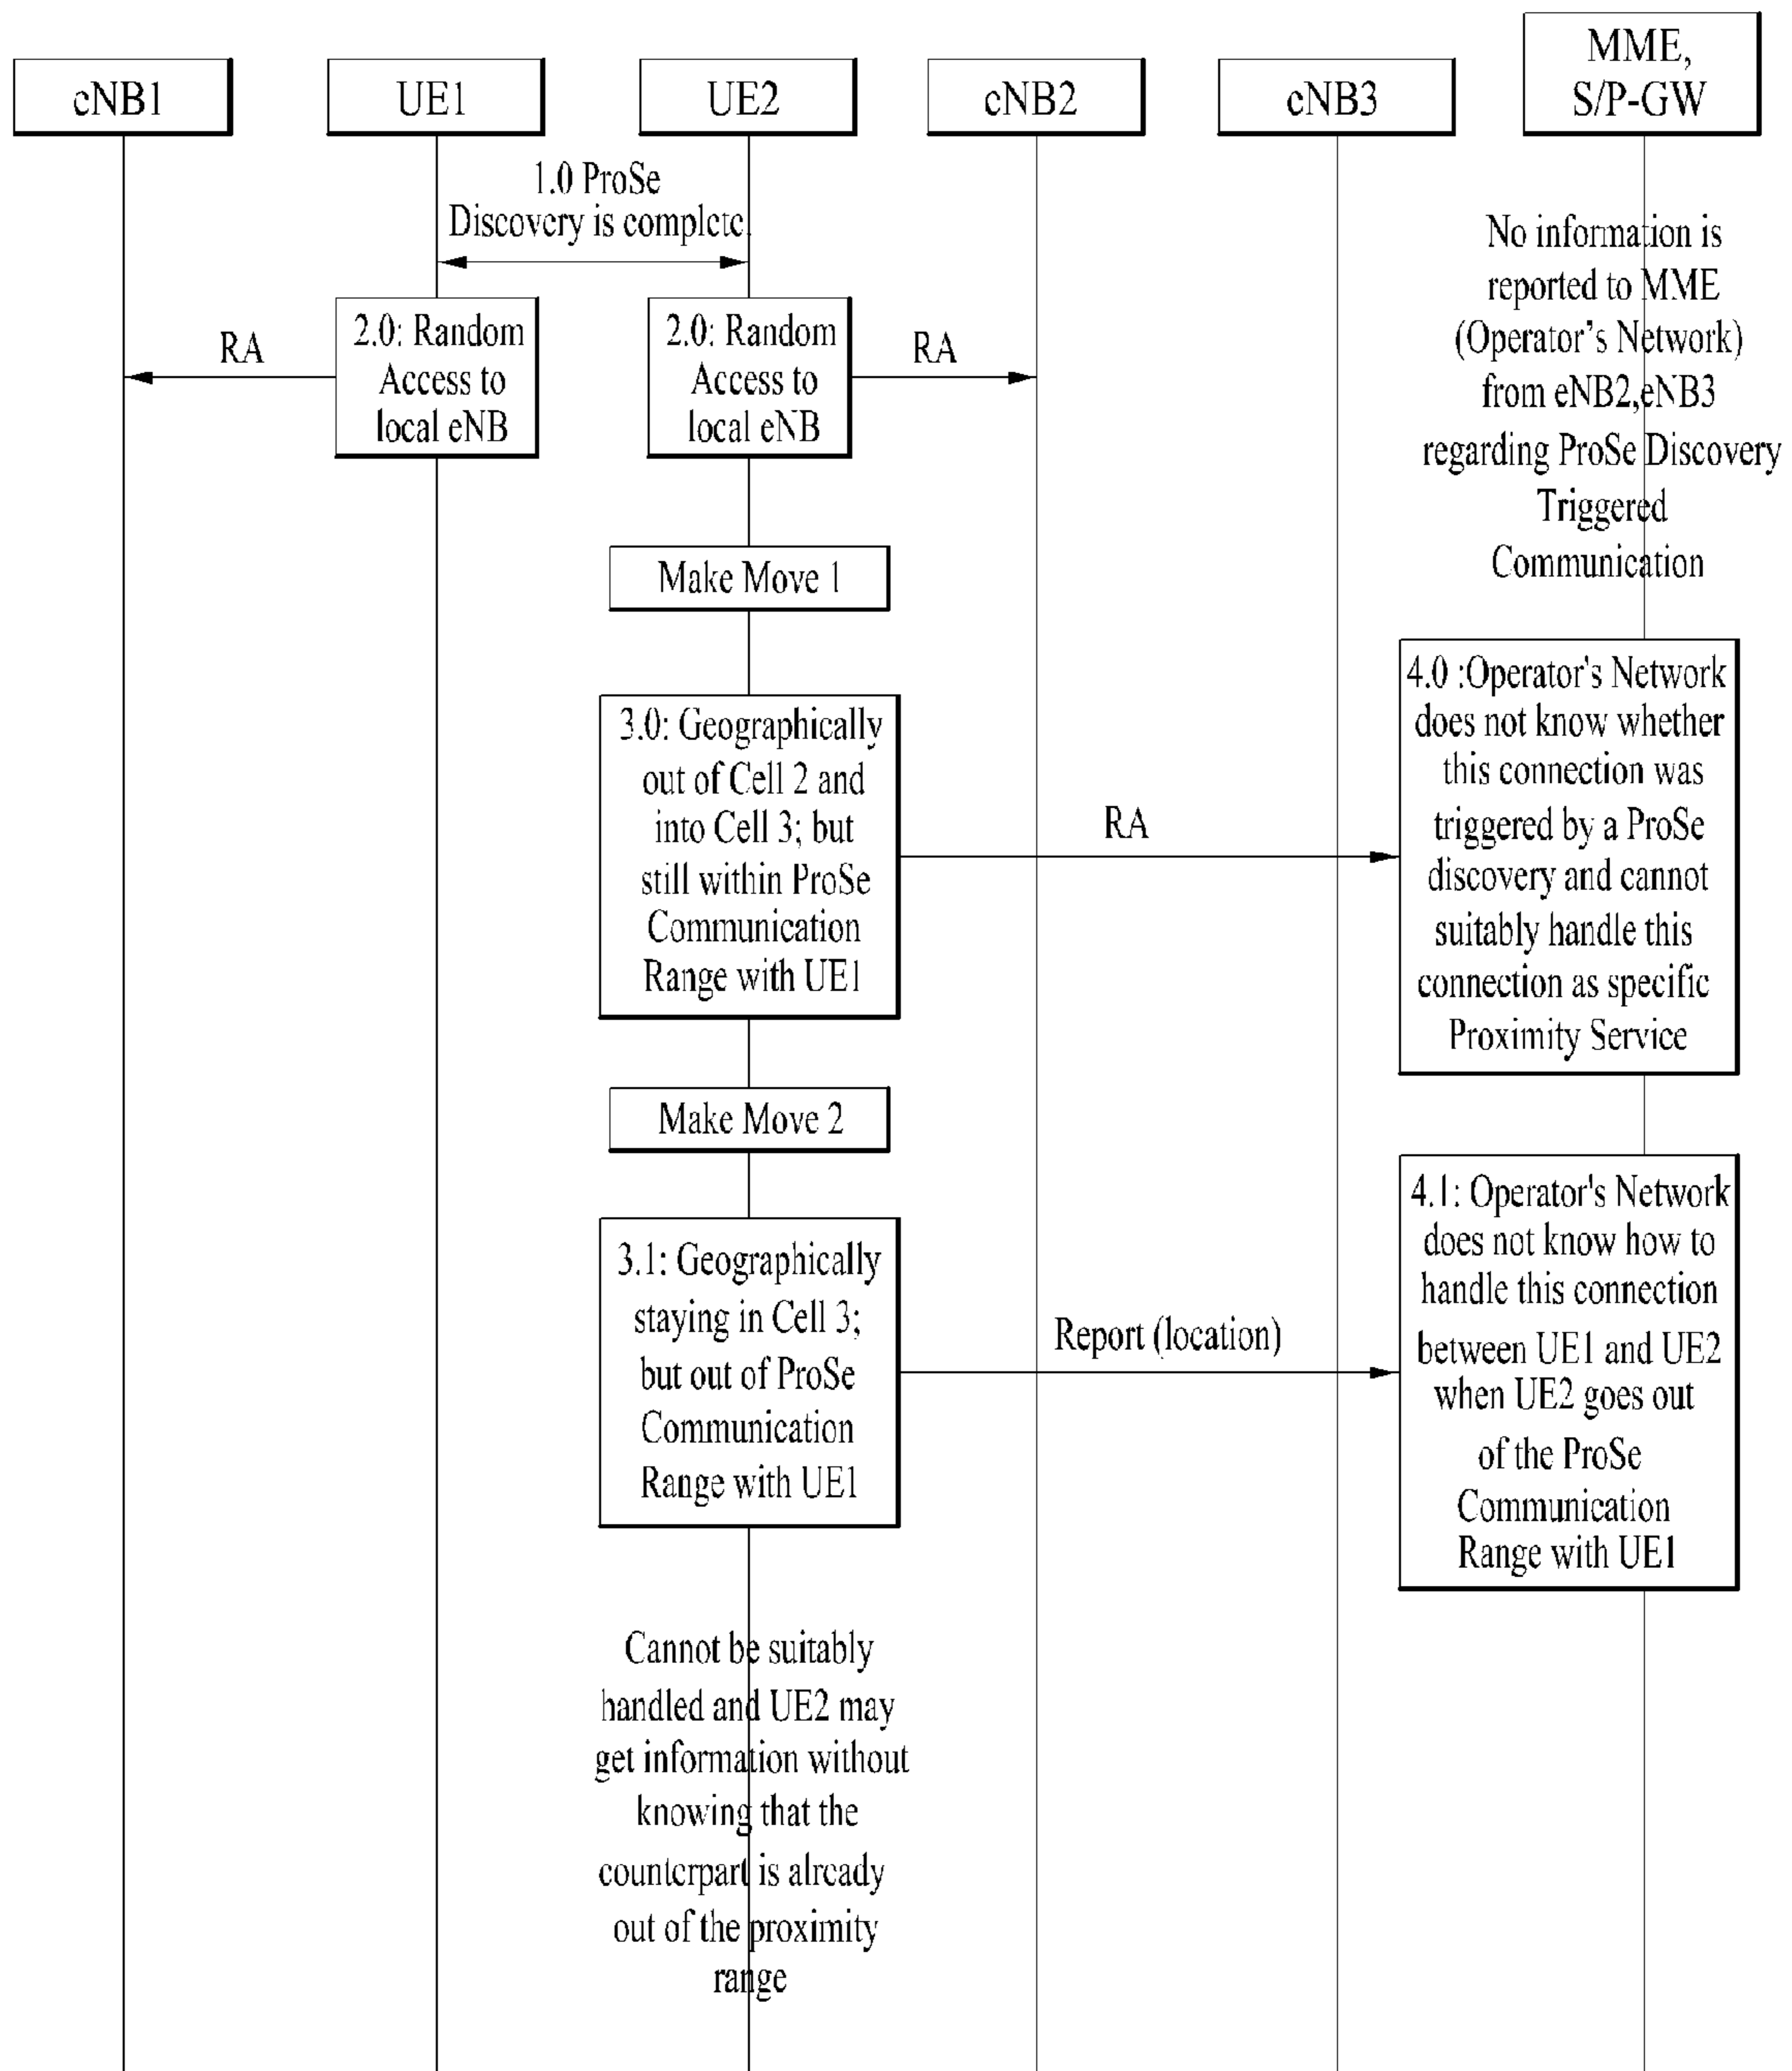 eNB1
UE1
UE2
eNB2
eNB3
MME,
S/P-GW
1.0 ProSe
Discovery is complete.
No information is
reported to MME
(Operator's Network)
from eNB2,eNB3
regarding ProSe Discovery
Triggered
Communication
RA
2.0: Random
Access to
local eNB
2.0: Random
Access to
local eNB
RA
Make Move 1
3.0: Geographically
out of Cell 2 and
into Cell 3; but
still within ProSe
Communication
Range with UE1
RA
4.0 :Operator's Network
does not know whether
this connection was
triggered by a ProSe
discovery and cannot
suitably handle this
connection as specific
Proximity Service
Make Move 2
3.1: Geographically
staying in Cell 3;
but out of ProSe
Communication
Range with UE1
Report (location)
4.1: Operator's Network
does not know how to
handle this connection
between UE1 and UE2
when UE2 goes out
of the ProSe
Communication
Range with UE1
Cannot be suitably
handled and UE2 may
get information without
knowing that the
counterpart is already
out of the proximity
range